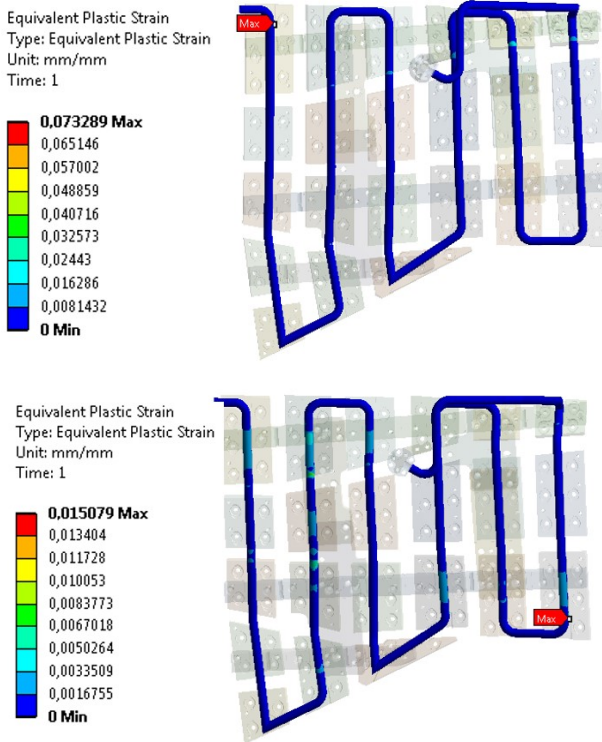 Equivalent Plastic Strain
Type: Equivalent Plastic Strain
Unit: mm/mm
Time: 1
Max
0,073289 Max
0,065146
0,057002
0,048859
0,040716
0,032573
0,02443
0,016286
0,0081432
0 Min
Equivalent Plastic Strain
Type: Equivalent Plastic Strain
Unit: mm/mm
Time: 1
0,015079 Max
0,013404
0,011728
0,010053
0,0083773
0,0067018
0,0050264
0,0033509
0,0016755
0 Min
Max